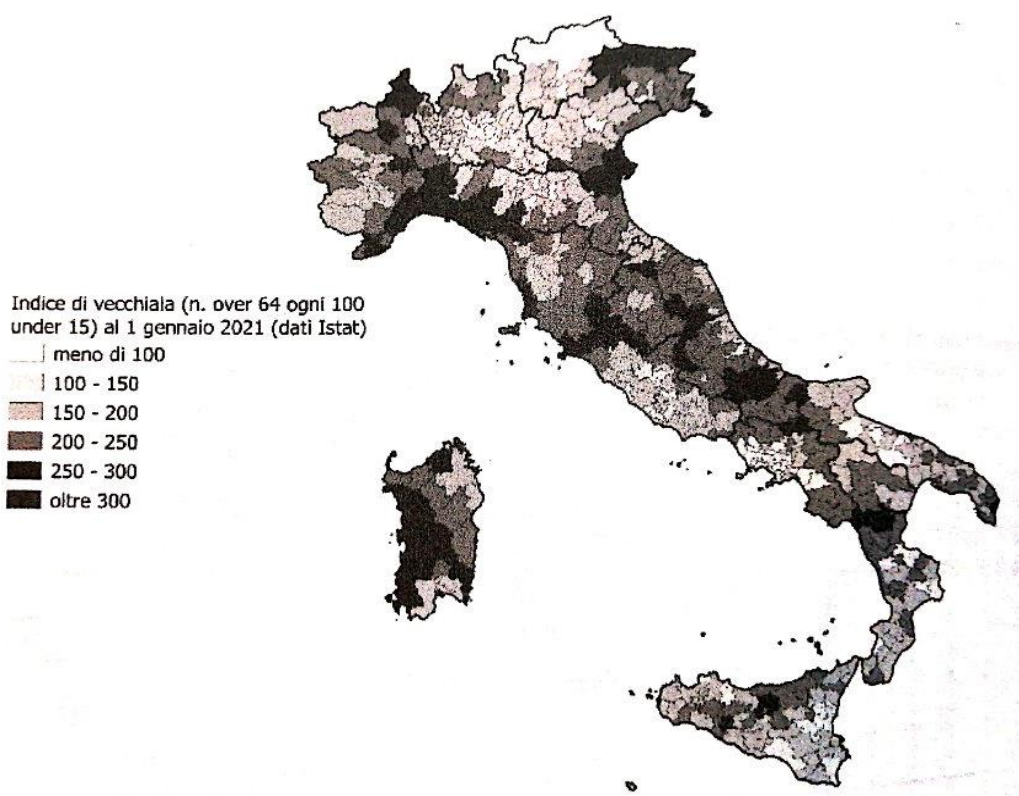 Indice di vecchiaia (n. over 64 ogni 100
under 15) al 1 gennaio 2021 (dati Istat)
meno di 100
100 - 150
150 - 200
200 - 250
250 - 300
oltre 300